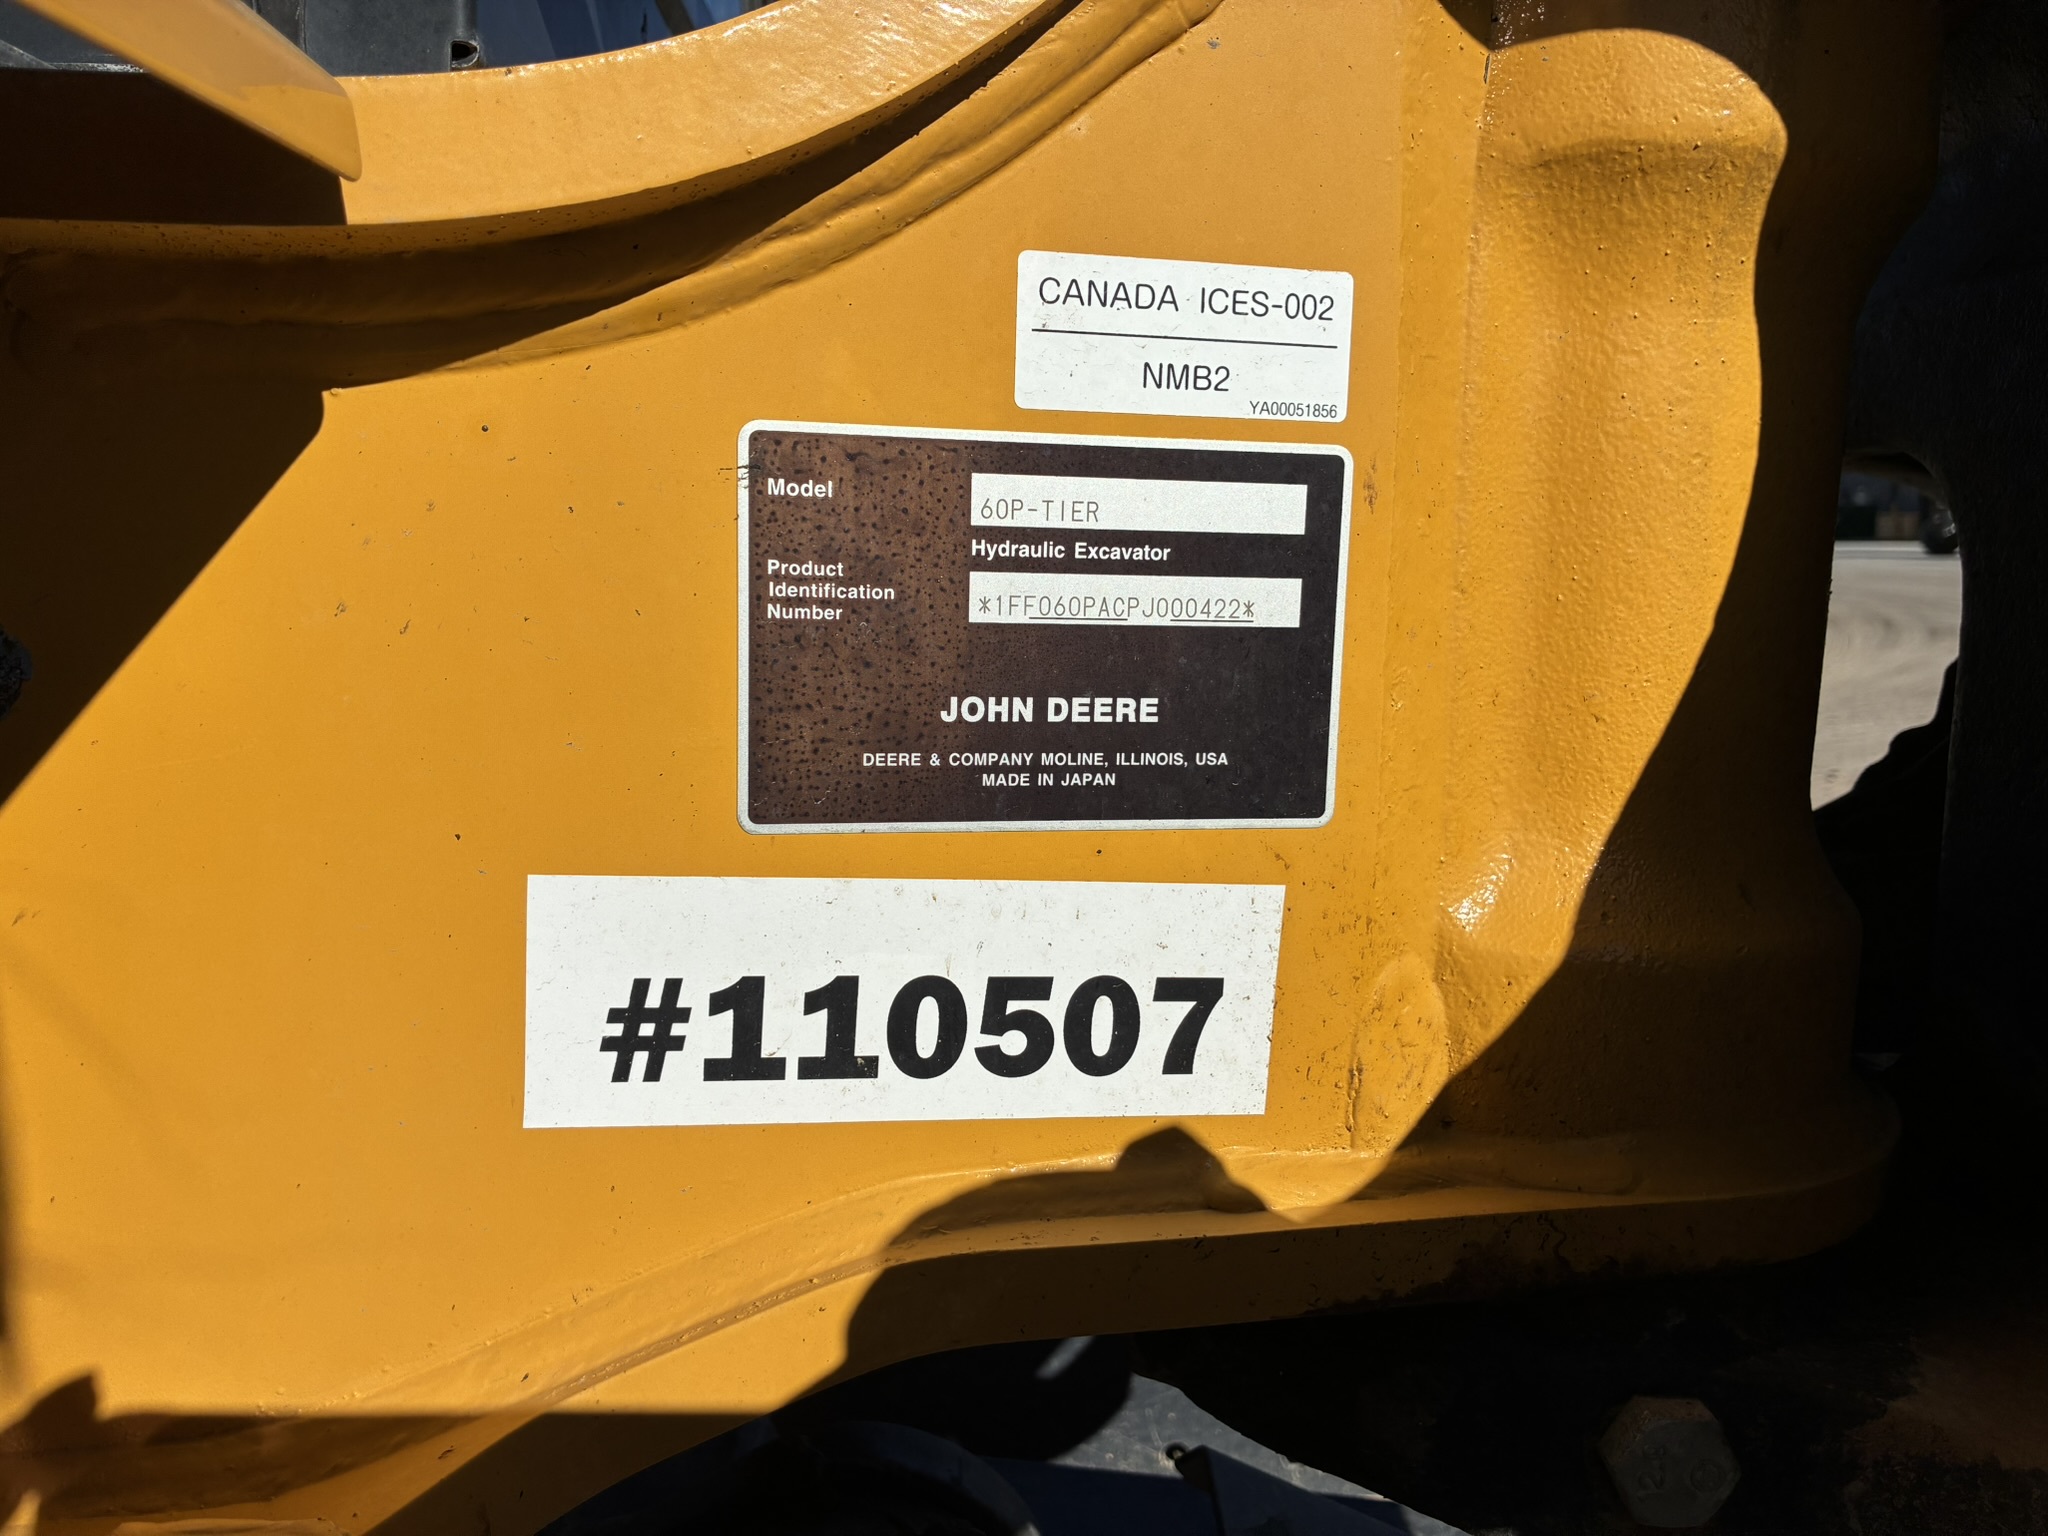 CANADA ICES-002
NMB2
YA00051856
Model
60P-TIER
Hydraulic Excavator
Product
Identification
Number
*1FF060PACPJ000422*
JOHN DEERE
DEERE & COMPANY MOLINE, ILLINOIS, USA
MADE IN JAPAN
#110507